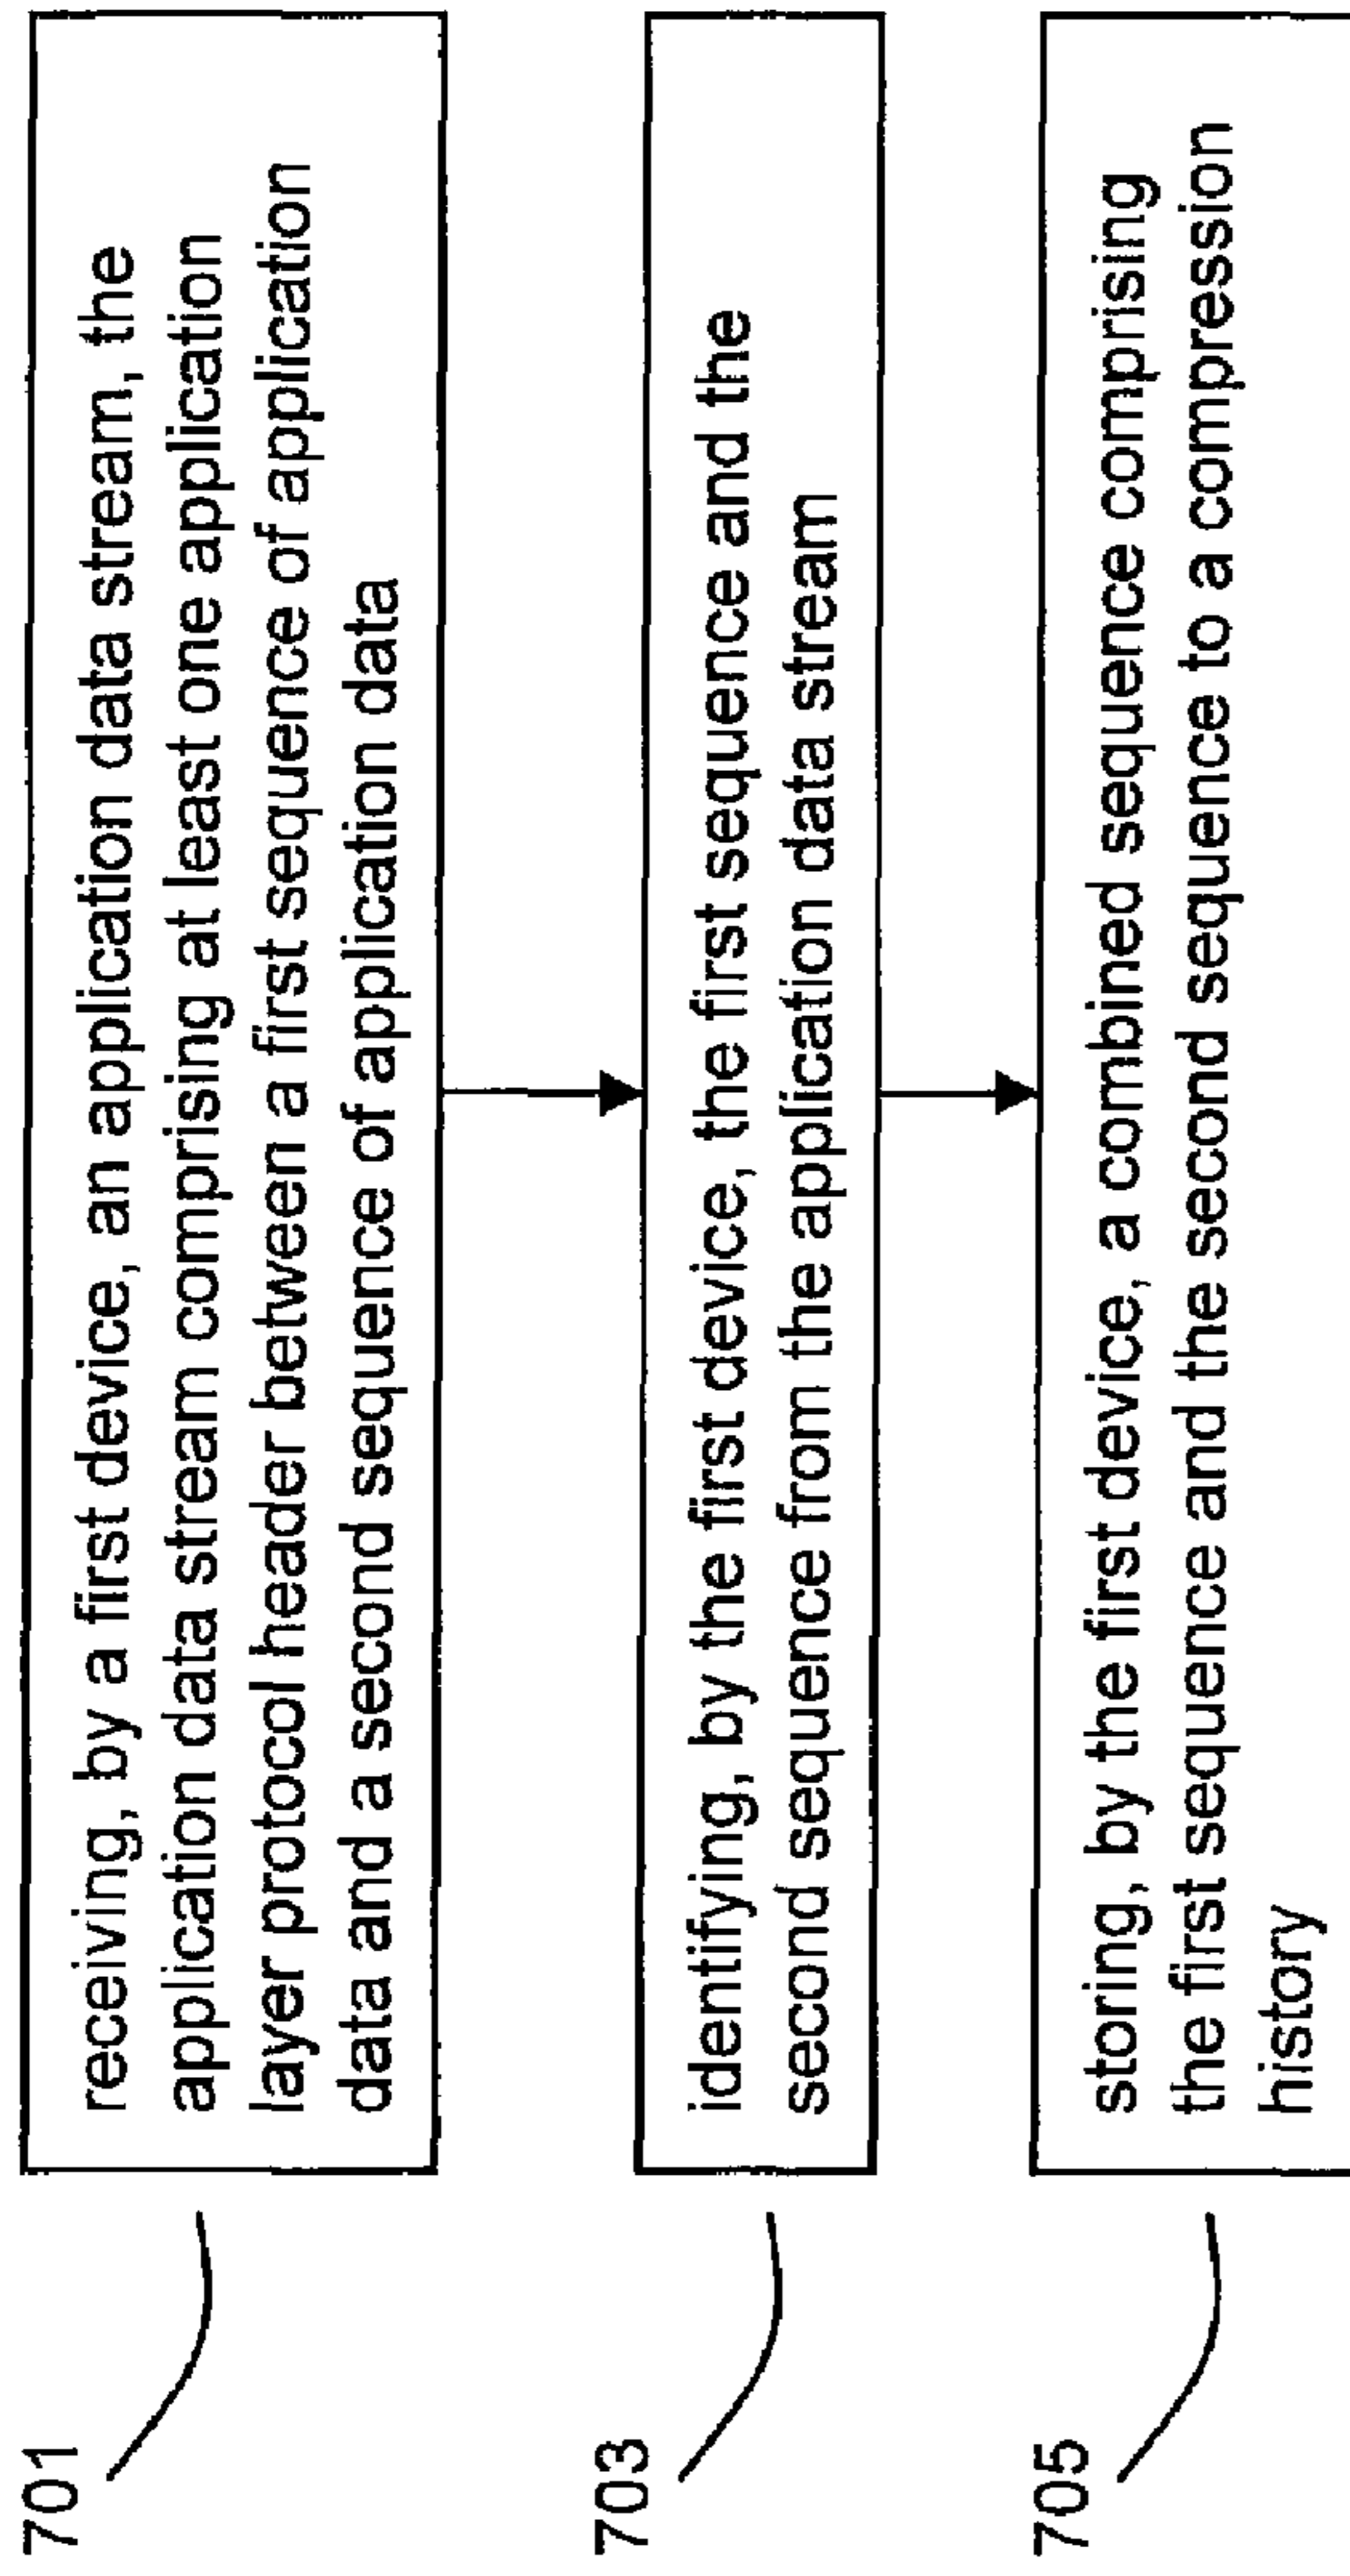 701
receiving, by a first device, an application data stream, the
application data stream comprising at least one application
layer protocol header between a first sequence of application
data and a second sequence of application data
703
identifying, by the first device, the first sequence and the
second sequence from the application data stream
705
storing, by the first device, a combined sequence comprising
the first sequence and the second sequence to a compression
history